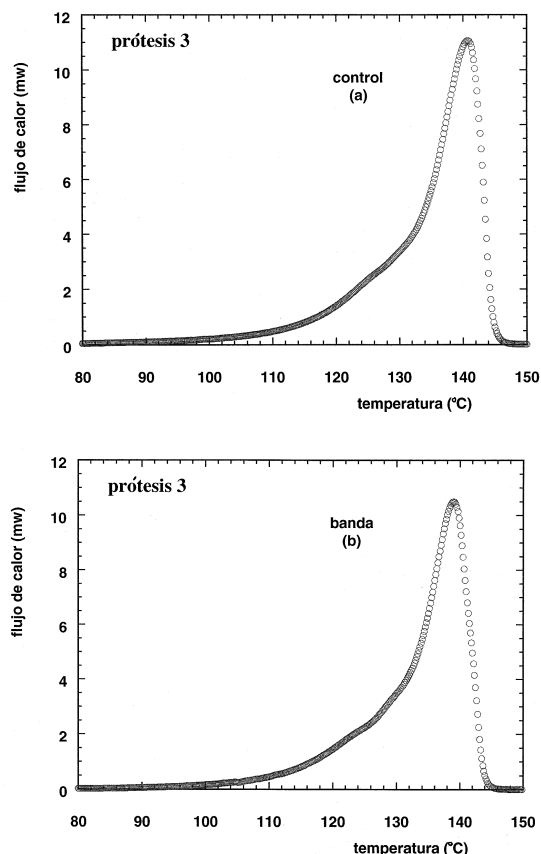 12
prótesis 3
control
(a)
10
8
6
4
2
0
flujo de calor (mw)
80 90 100 110 120 130 140 150
temperatura (°C)
12
prótesis 3
banda
(b)
10
8
6
4
2
0
flujo de calor (mw)
80 90 100 110 120 130 140 150
temperatura (°C)